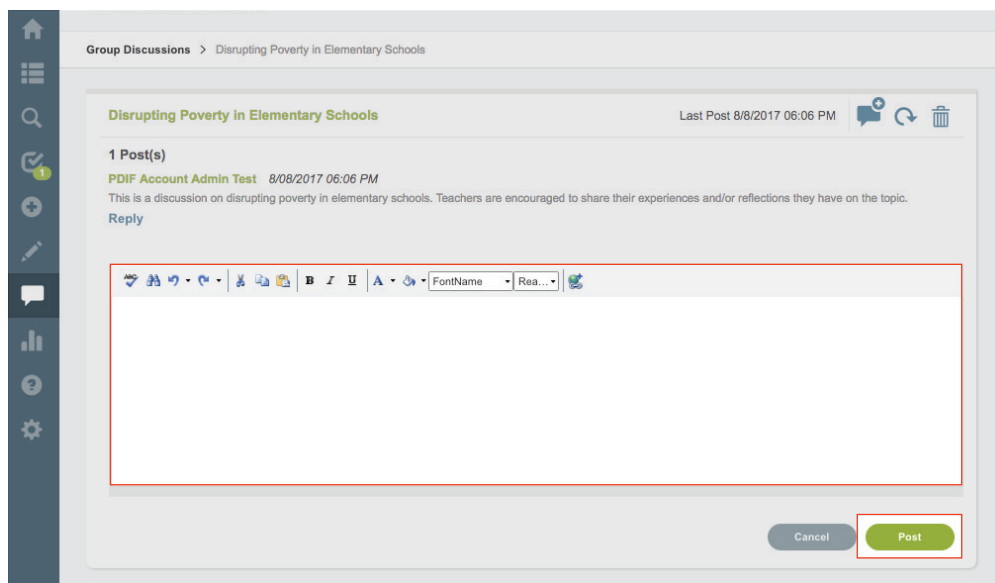 Group Discussions > Disrupting Poverty in Elementary Schools
Disrupting Poverty in Elementary Schools
Last Post 8/8/2017 06:06 PM
1 Post(s)
1
PDIF Account Admin Test 8/08/2017 06:06 PM
This is a discussion on disrupting poverty in elementary schools. Teachers are encouraged to share their experiences and/or reflections they have on the topic.
Reply
ABC B I U A FontName Rea...
Cancel Post